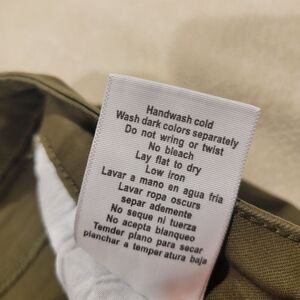 Handwash cold
Wash dark colors separately
Do not wring or twist
No bleach
Lay flat to dry
Low iron
Lavar a mano en agua fria
Lavar ropa oscurs
separ ademente
No seque ni tuerza
No acepta blanqueo
Tender plano para secar
planchar a temper atura baja